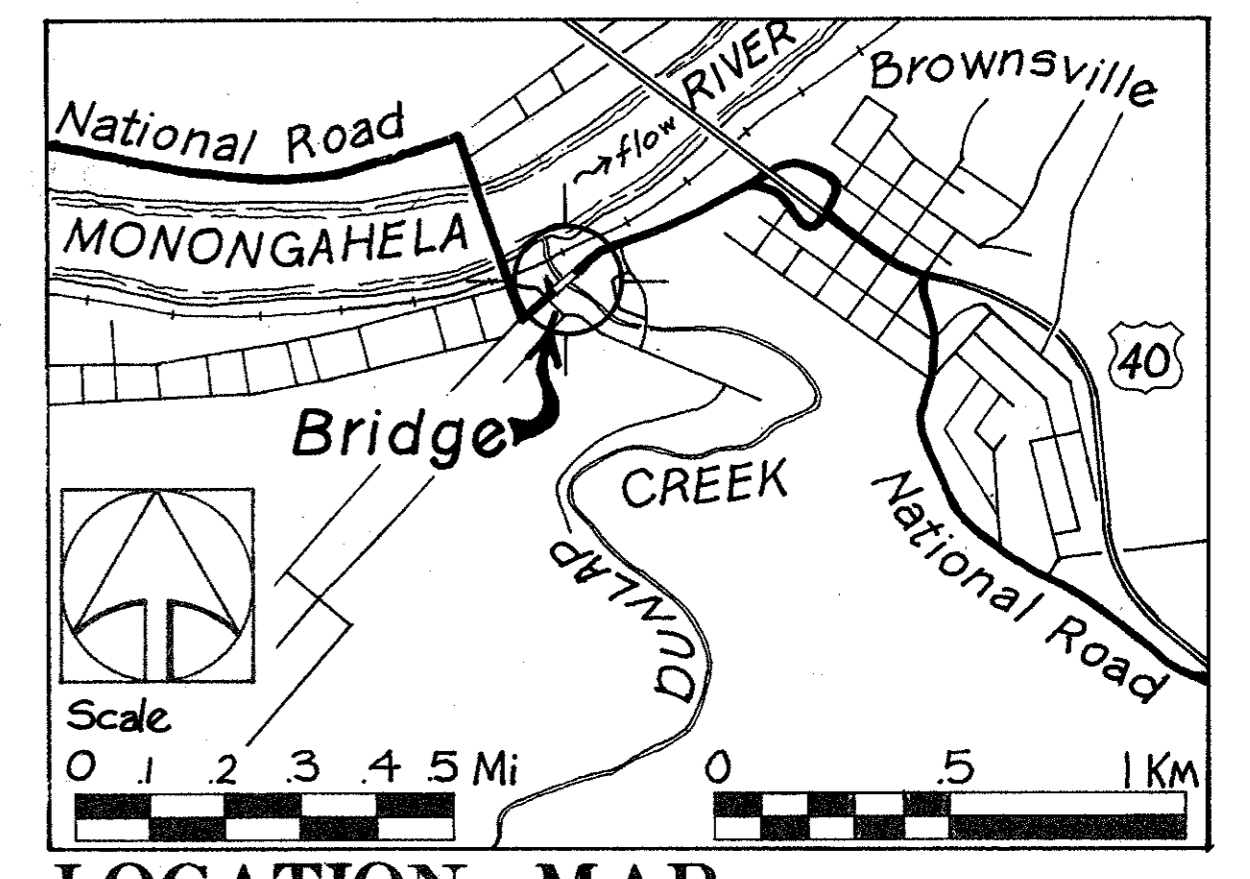 Brownsville
RIVER
National Road
flow
MONONGAHELA
40
Bridge
CREEK
DUNLAP
National Road
Scale
0 .1 .2 .3 .4 .5 Mi
0 .5 1 Km
LOCATION MAP